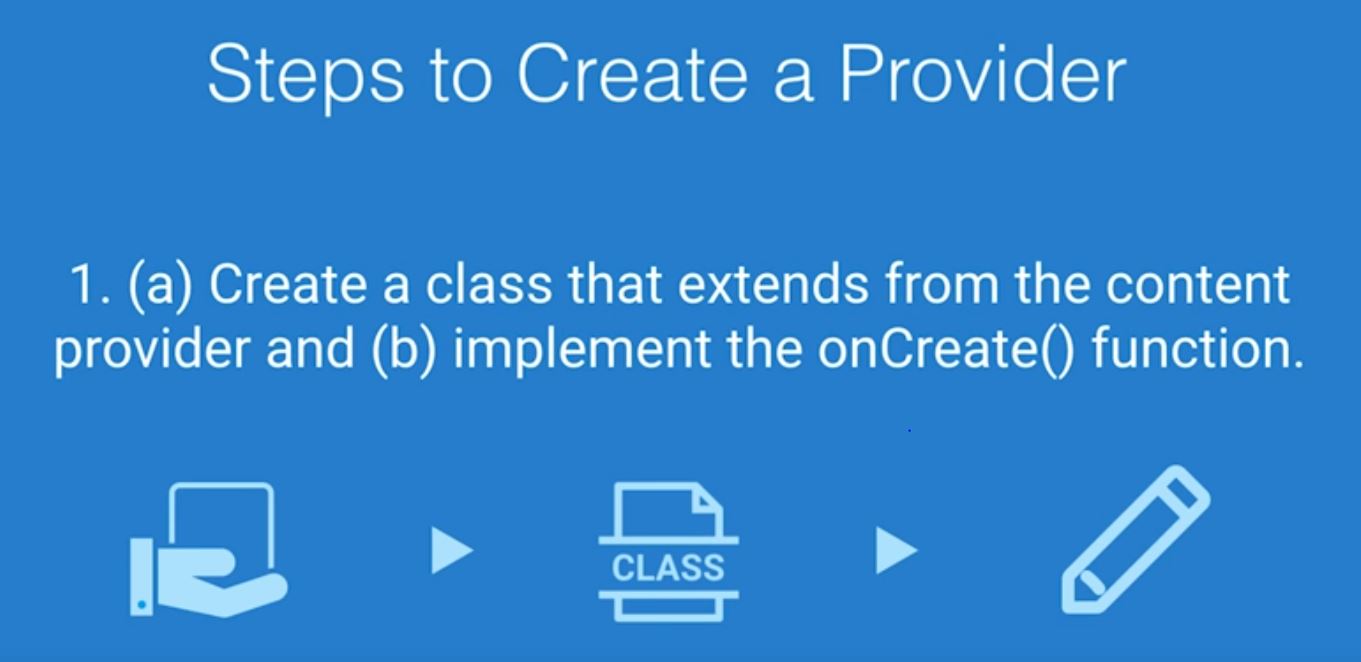 Steps to Create a Provider
1. (a) Create a class that extends from the content
provider and (b) implement the onCreate() function.
CLASS